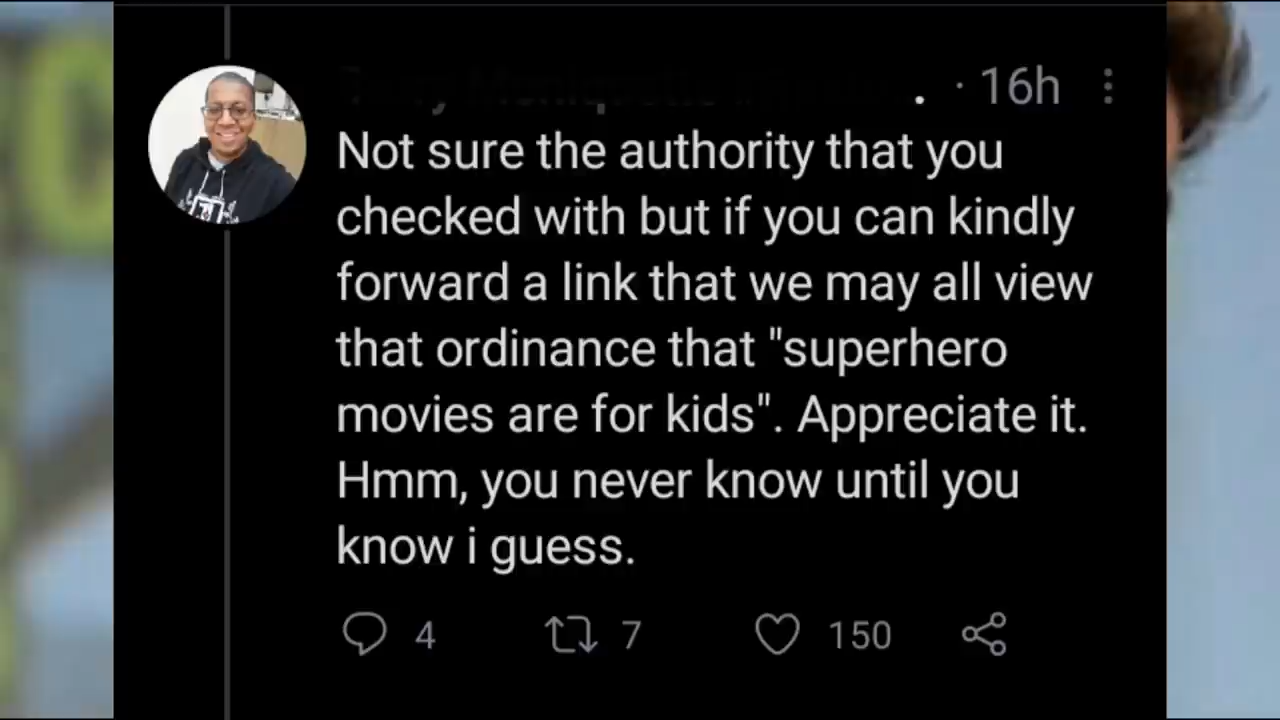 . · 16h
Not sure the authority that you
checked with but if you can kindly
forward a link that we may all view
that ordinance that "superhero
movies are for kids". Appreciate it.
Hmm, you never know until you
know i guess.
4 7 150